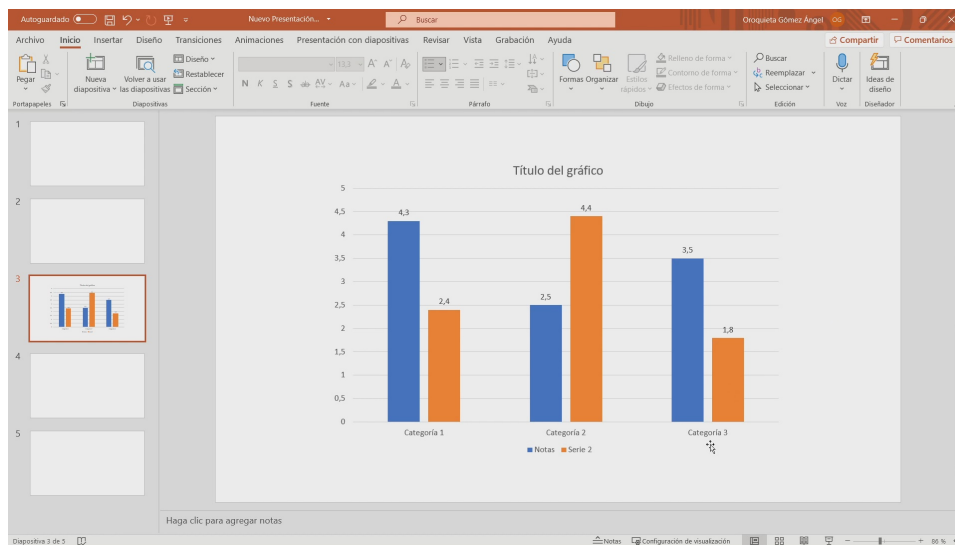 Autoguardado
Nuevo Presentación...
Buscar
Oroquieta Gómez Ángel
OG
Archivo Inicio Insertar Diseño Transiciones Animaciones Presentación con diapositivas Revisar Vista Grabación Ayuda
Compartir
Comentarios
Pegar
Portapapeles
Nueva diapositiva
Volver a usar las diapositivas
Diseño
Restablecer
Sección
Diapositivas
N K S S ab AV Aa A
Fuente
Párrafo
Formas
Organizar
Estilos rápidos
Relleno de forma
Contorno de forma
Efectos de forma
Dibujo
Buscar
Reemplazar
Seleccionar
Edición
Dictar
Voz
Ideas de diseño
Diseñador
1
2
3
4
5
Título del gráfico
5
4,5
4
3,5
3
2,5
2
1,5
1
0,5
0
4,3
2,4
2,5
4,4
3,5
1,8
Categoría 1
Categoría 2
Categoría 3
Notas Serie 2
Haga clic para agregar notas
Diapositiva 3 de 5
Notas
Configuración de visualización
86 %